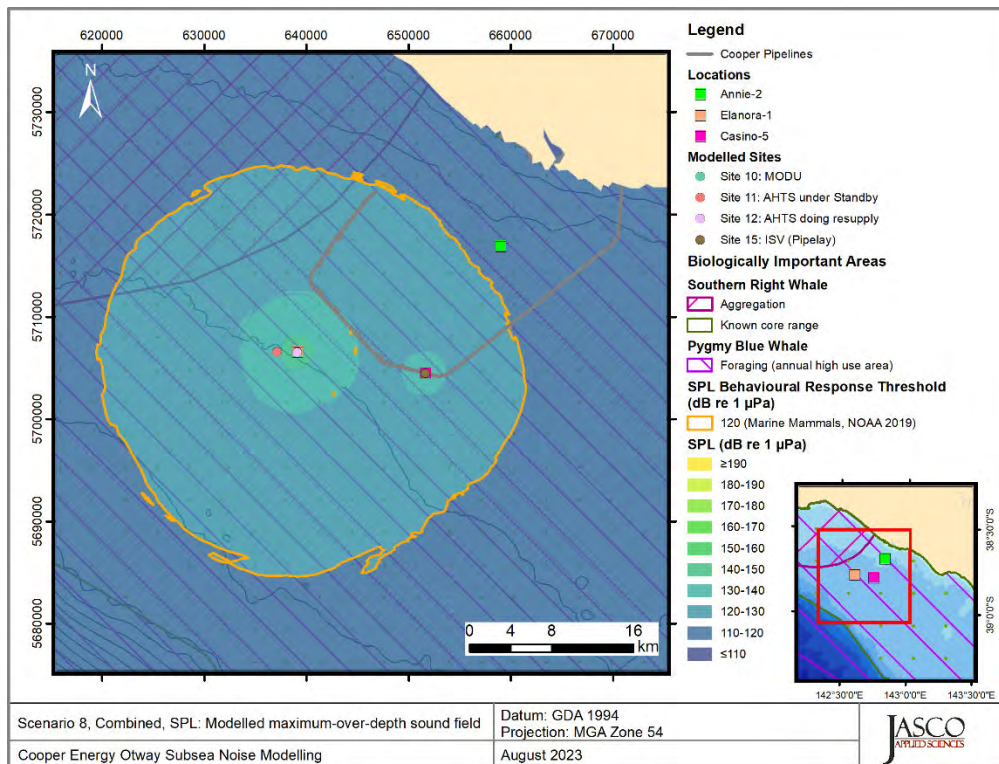 620000 630000 640000 650000 660000 670000
N
5730000
5720000
5710000
5700000
5690000
5680000
0 4 8 16
km
Legend
Cooper Pipelines
Locations
Annie-2
Elanora-1
Casino-5
Modelled Sites
Site 10: MODU
Site 11: AHTS under Standby
Site 12: AHTS doing resupply
Site 15: ISV (Pipelay)
Biologically Important Areas
Southern Right Whale
Aggregation
Known core range
Pygmy Blue Whale
Foraging (annual high use area)
SPL Behavioural Response Threshold
(dB re 1 µPa)
120 (Marine Mammals, NOAA 2019)
SPL (dB re 1 µPa)
≥190
180-190
170-180
160-170
150-160
140-150
130-140
120-130
110-120
≤110
38°30'0"S
39°0'0"S
142°30'0"E 143°0'0"E 143°30'0"E
Scenario 8, Combined, SPL: Modelled maximum-over-depth sound field
Datum: GDA 1994
Projection: MGA Zone 54
Cooper Energy Otway Subsea Noise Modelling
August 2023
JASCO
APPLIED SCIENCES